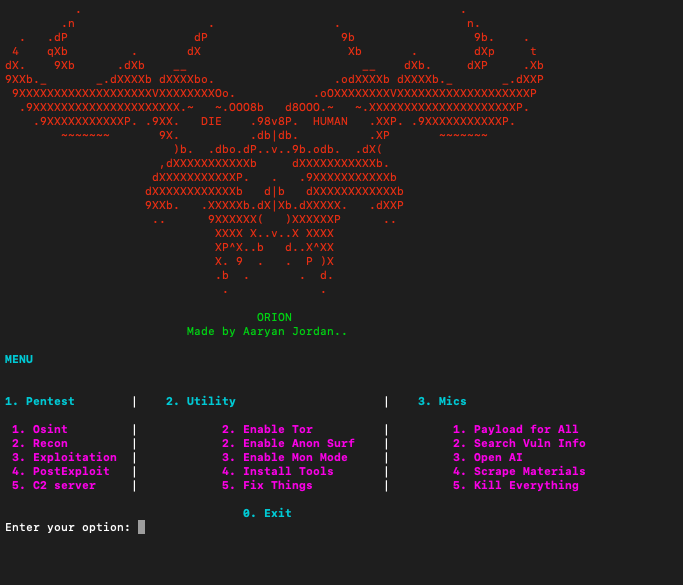 .                                                      .
        .n                   .                 .                  n.
  .   .dP                  dP                   9b                 9b.    .
 4    qXb         .       dX                     Xb       .        dXp     t
dX.    9Xb      .dXb    __                         __    dXb.     dXP     .Xb
9XXb._       _.dXXXXb dXXXXbo.                 .odXXXXb dXXXXb._       _.dXXP
 9XXXXXXXXXXXXXXXXXXXVXXXXXXXXOo.           .oOXXXXXXXXVXXXXXXXXXXXXXXXXXXXP
  .9XXXXXXXXXXXXXXXXXXXXX.~   ~.OOO8b   d8OOO.~   ~.XXXXXXXXXXXXXXXXXXXXXP.
    .9XXXXXXXXXXXP. .9XX.   DIE    .98v8P.  HUMAN   .XXP. .9XXXXXXXXXXXP.
        ~~~~~~~       9X.          .db|db.          .XP       ~~~~~~~
                        )b.  .dbo.dP..v..9b.odb.  .dX(
                      ,dXXXXXXXXXXXb     dXXXXXXXXXXXb.
                     dXXXXXXXXXXXP.   .   .9XXXXXXXXXXXb
                    dXXXXXXXXXXXXb   d|b   dXXXXXXXXXXXXb
                    9XXb.   .XXXXXb.dX|Xb.dXXXXX.   .dXXP
                     ..      9XXXXXX(   )XXXXXXP      ..
                              XXXX X..v..X XXXX
                              XP^X..b   d..X^XX
                              X. 9  .   .  P )X
                              .b  .       .  d.
                               .             .
ORION
Made by Aaryan Jordan..
MENU
1. Pentest | 2. Utility | 3. Mics
1. Osint | 2. Enable Tor | 1. Payload for All
2. Recon | 2. Enable Anon Surf | 2. Search Vuln Info
3. Exploitation | 3. Enable Mon Mode | 3. Open AI
4. PostExploit | 4. Install Tools | 4. Scrape Materials
5. C2 server | 5. Fix Things | 5. Kill Everything
0. Exit
Enter your option: